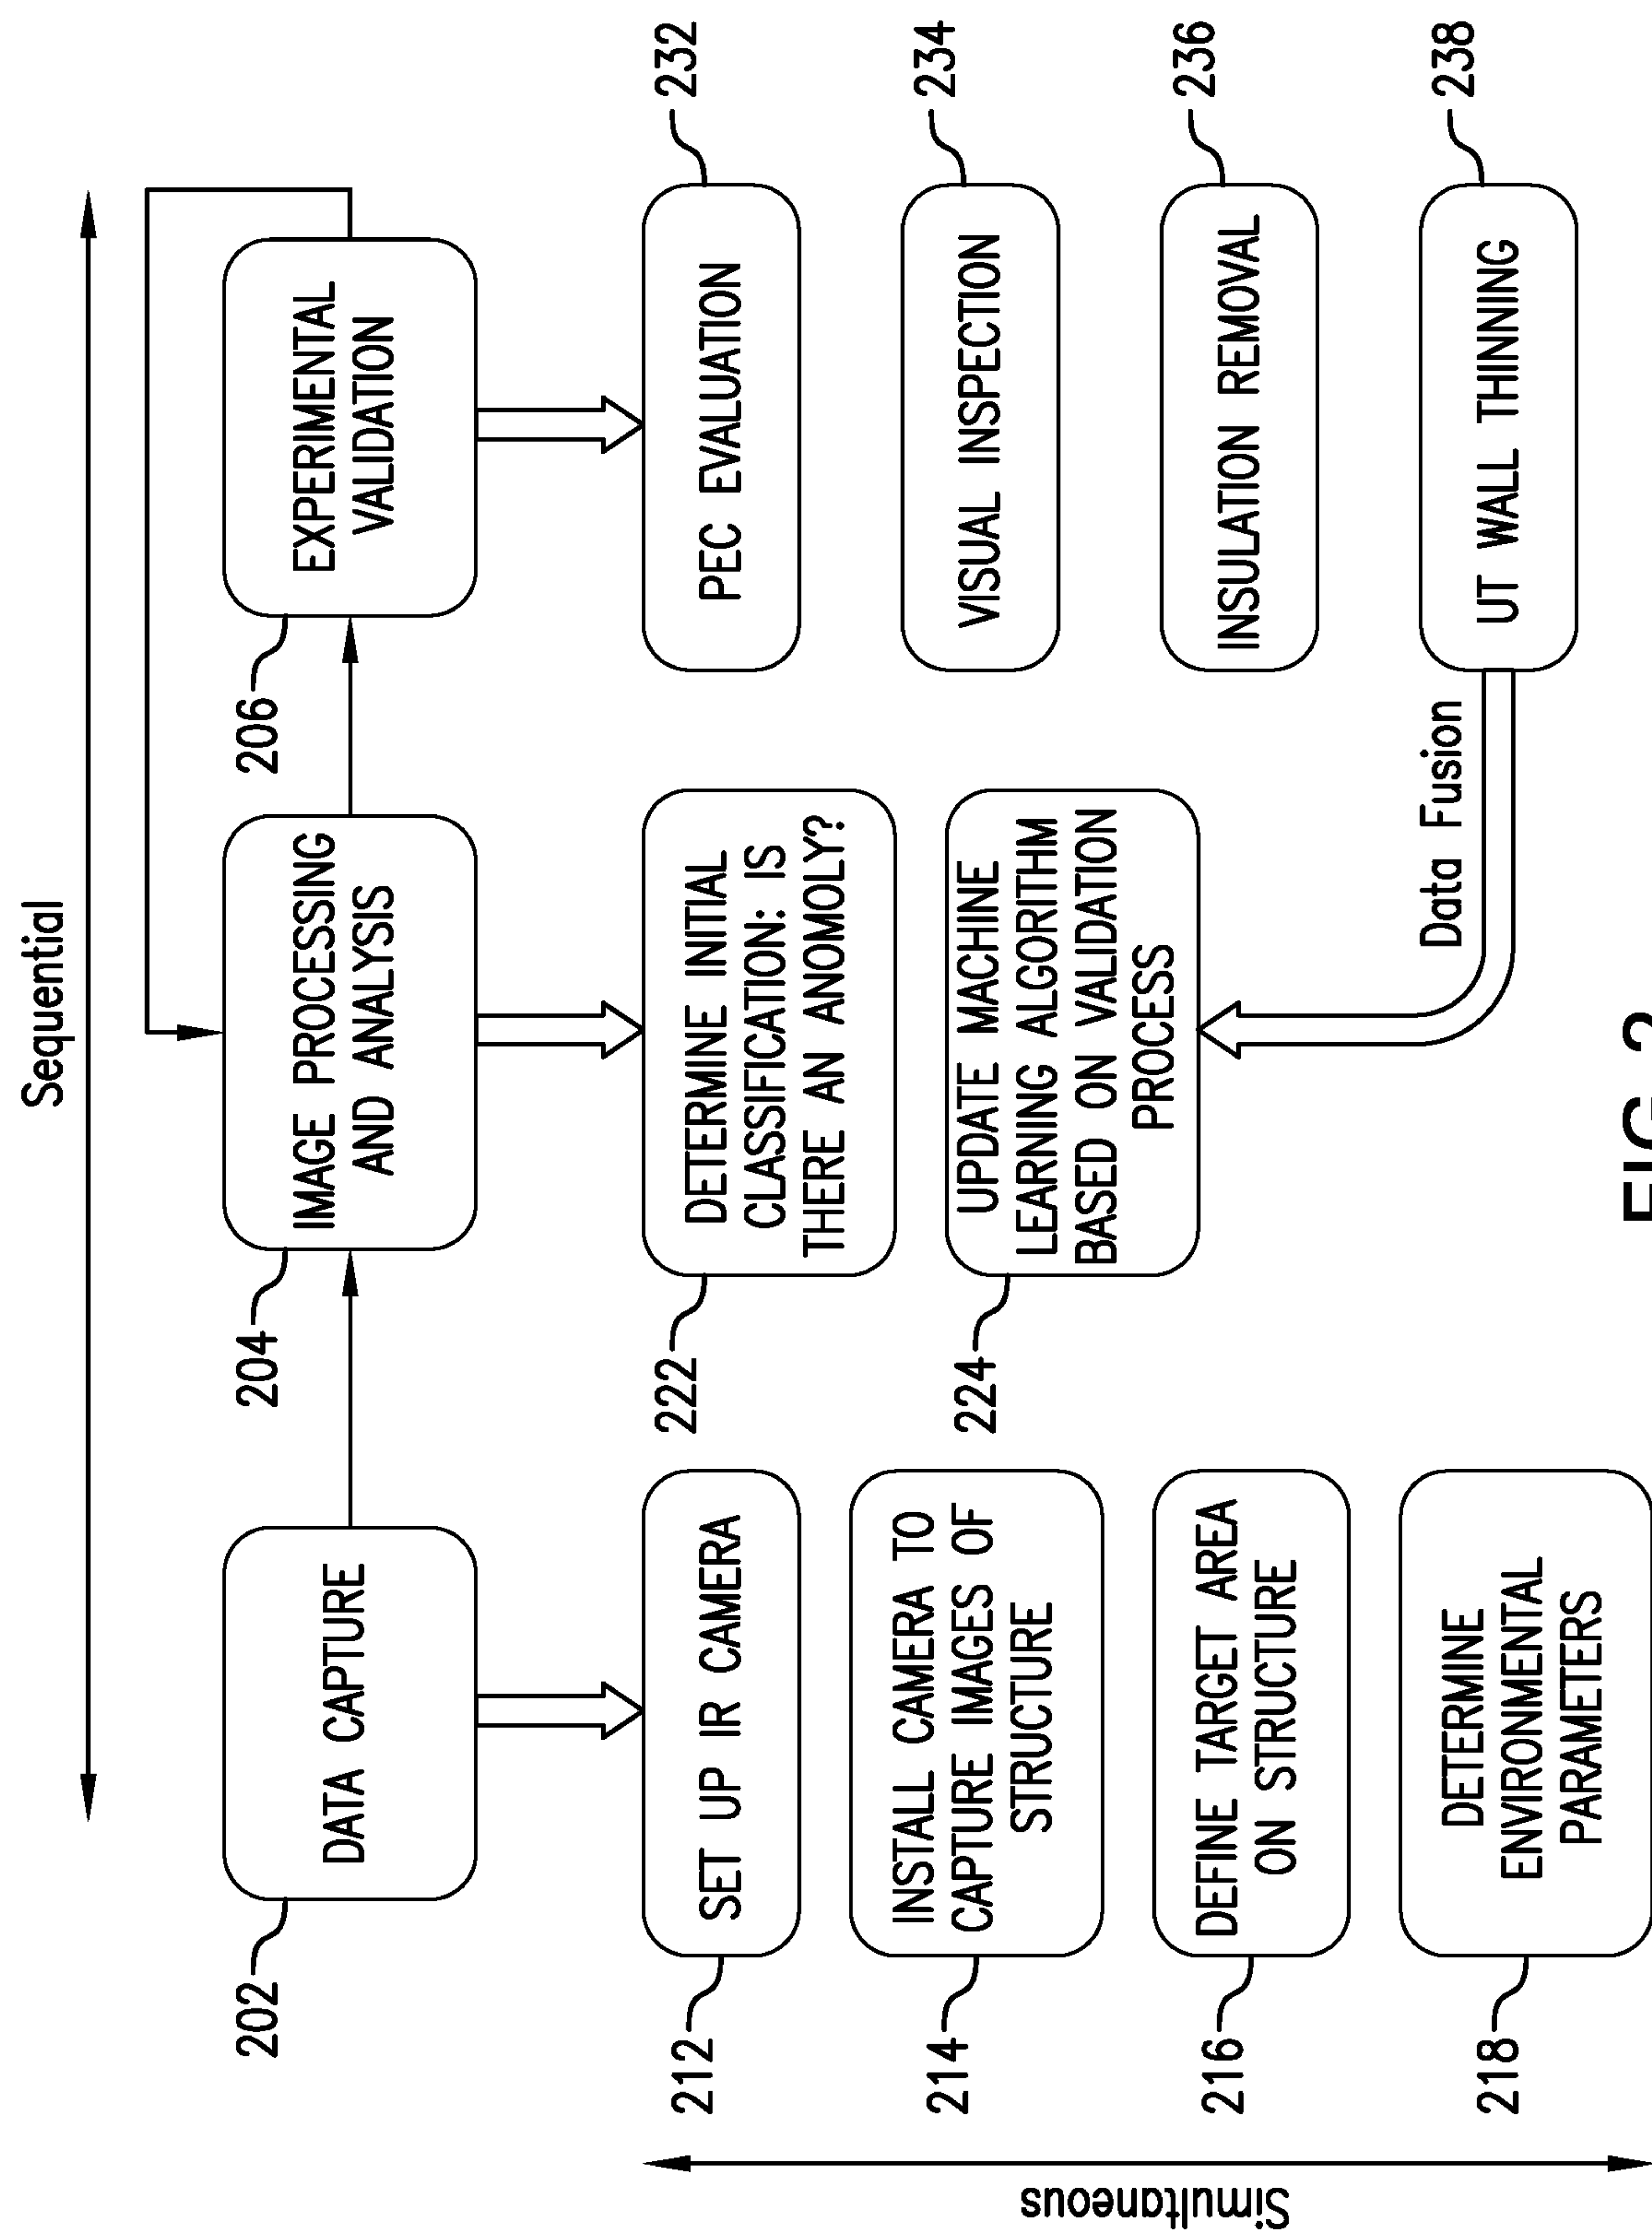 Sequential
202
DATA CAPTURE
204
IMAGE PROCESSING
AND ANALYSIS
206
EXPERIMENTAL
VALIDATION
Simultaneous
212
SET UP IR CAMERA
214
INSTALL CAMERA TO
CAPTURE IMAGES OF
STRUCTURE
216
DEFINE TARGET AREA
ON STRUCTURE
218
DETERMINE
ENVIRONMENTAL
PARAMETERS
222
DETERMINE INITIAL
CLASSIFICATION: IS
THERE AN ANOMOLY?
224
UPDATE MACHINE
LEARNING ALGORITHM
BASED ON VALIDATION
PROCESS
232
PEC EVALUATION
234
VISUAL INSPECTION
236
INSULATION REMOVAL
238
UT WALL THINNING
Data Fusion
FIG. 2